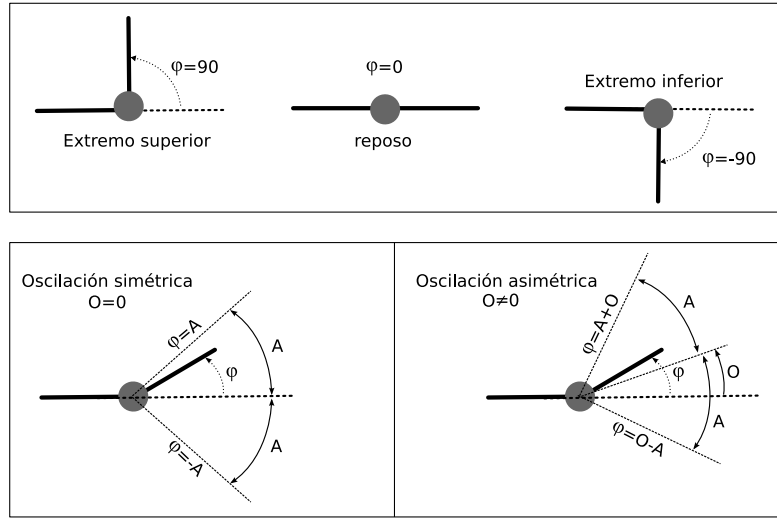 φ=90
Extremo superior
φ=0
reposo
Extremo inferior
φ=-90
Oscilación simétrica
O=0
φ=A
A
φ
A
φ=-A
Oscilación asimétrica
O≠0
φ=A+O
A
φ
O
A
φ=O-A